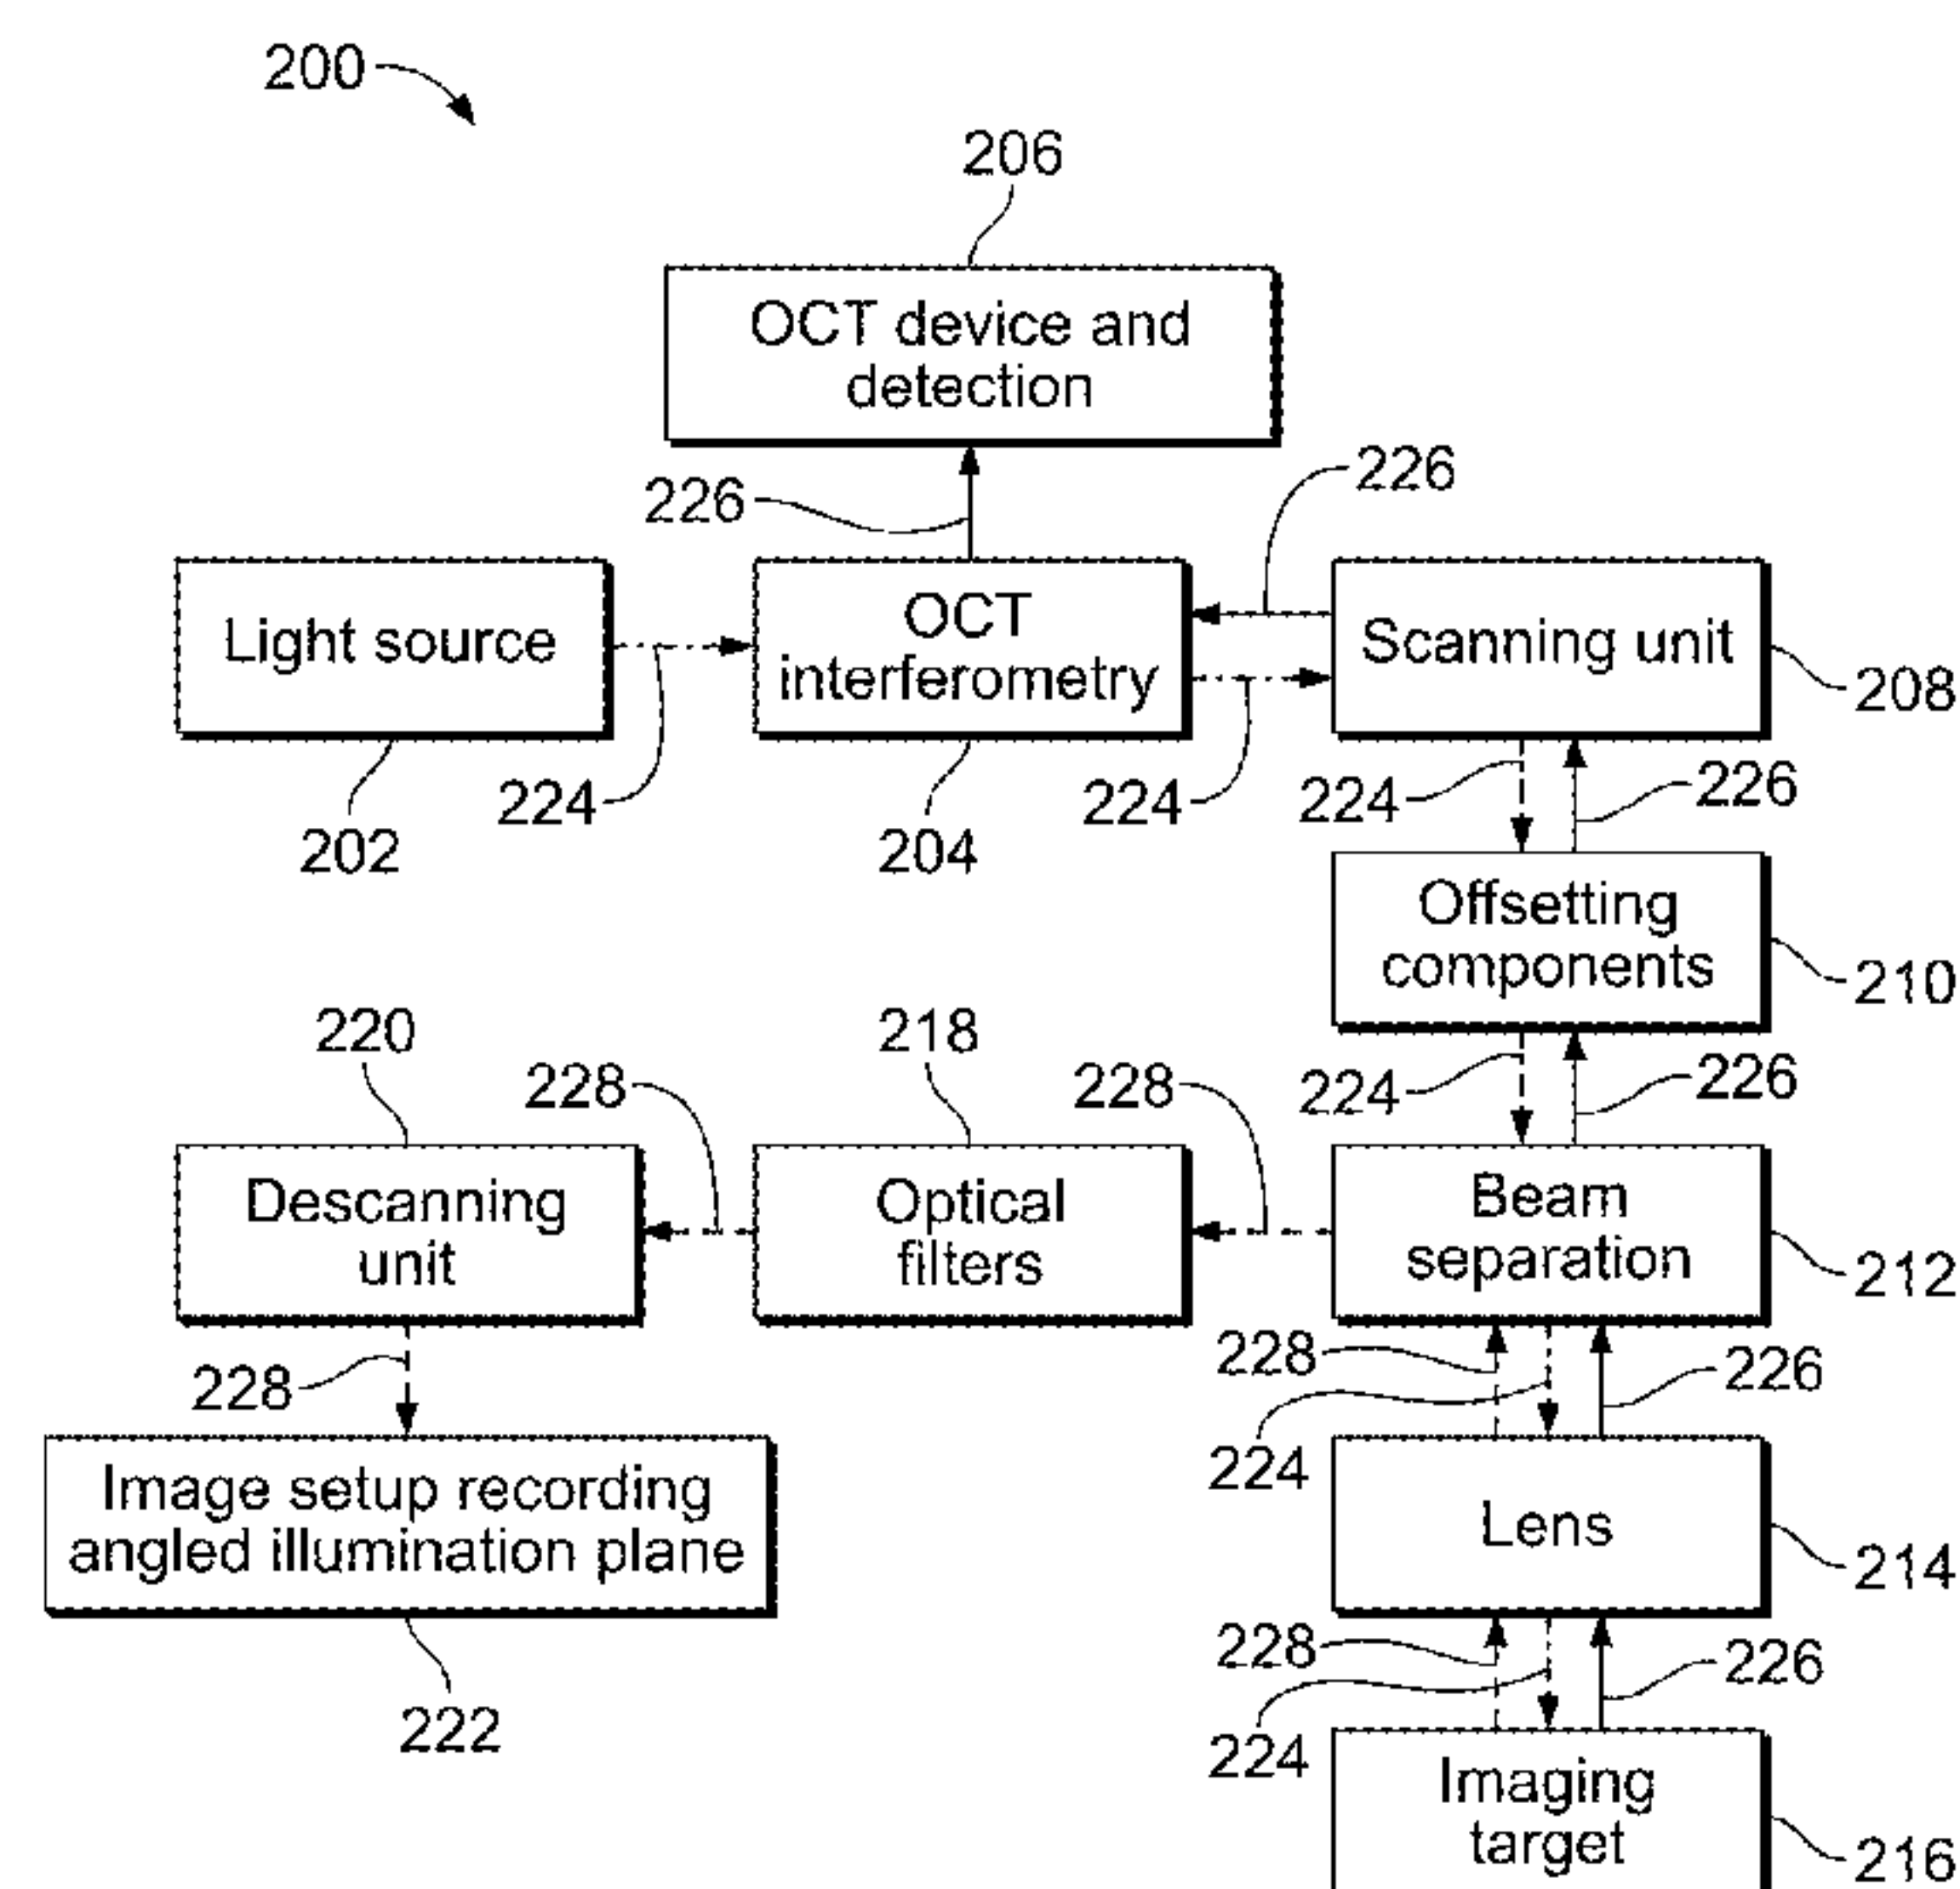 200
206
OCT device and
detection
226
226
Light source
OCT
interferometry
Scanning unit
208
224
224
224
226
202
204
Offsetting
components
210
220
218
228
228
224
226
Descanning
unit
Optical
filters
Beam
separation
212
228
228
226
224
Image setup recording
angled illumination plane
Lens
214
228
226
222
224
Imaging
target
216